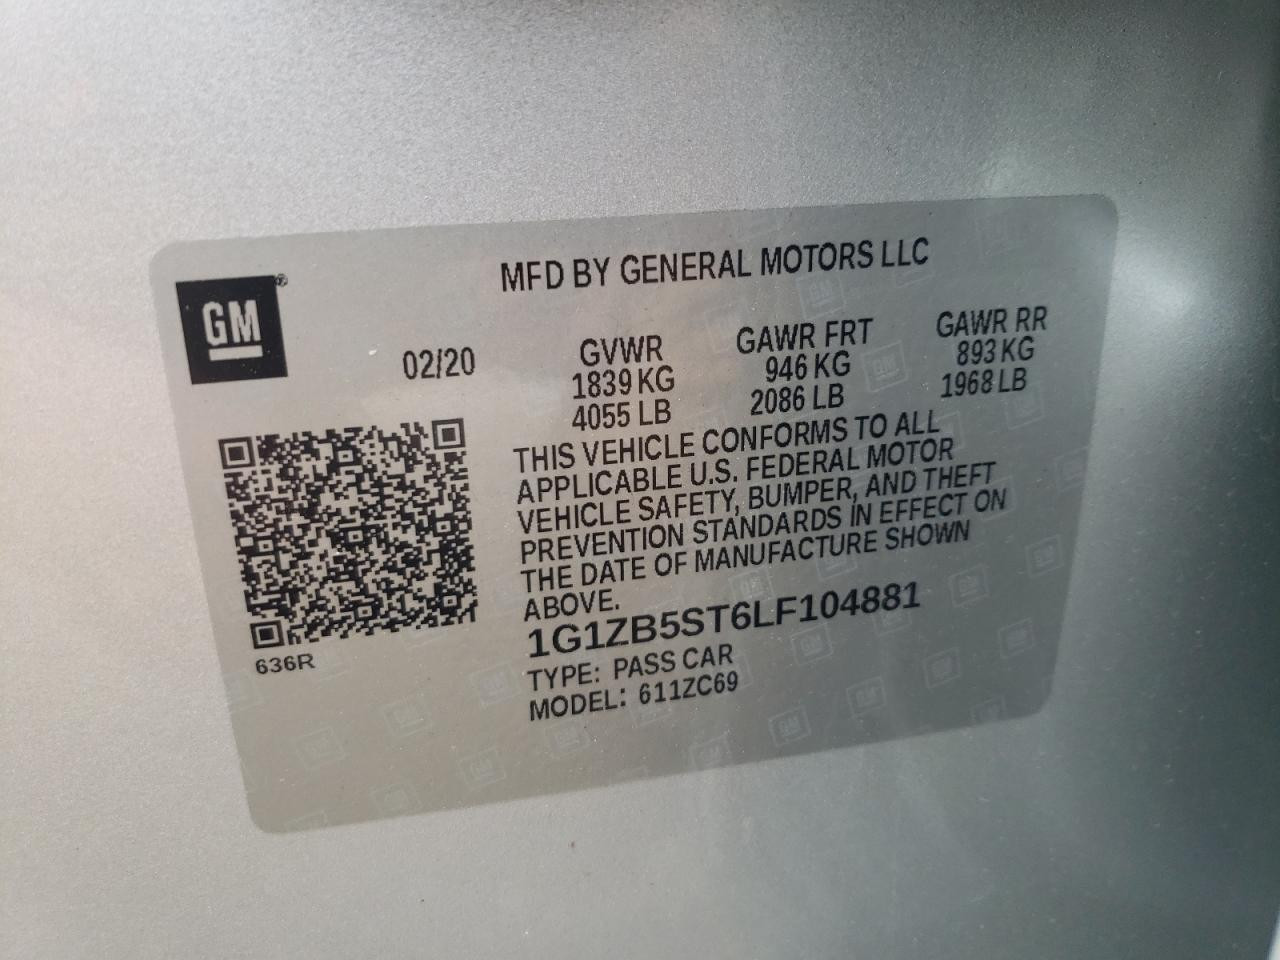 MFD BY GENERAL MOTORS LLC
GM®
02/20
GVWR
1839 KG
4055 LB
GAWR FRT
946 KG
2086 LB
GAWR RR
893 KG
1968 LB
THIS VEHICLE CONFORMS TO ALL
APPLICABLE U.S. FEDERAL MOTOR
VEHICLE SAFETY, BUMPER, AND THEFT
PREVENTION STANDARDS IN EFFECT ON
THE DATE OF MANUFACTURE SHOWN
ABOVE.
1G1ZB5ST6LF104881
TYPE: PASS CAR
MODEL: 611ZC69
636R